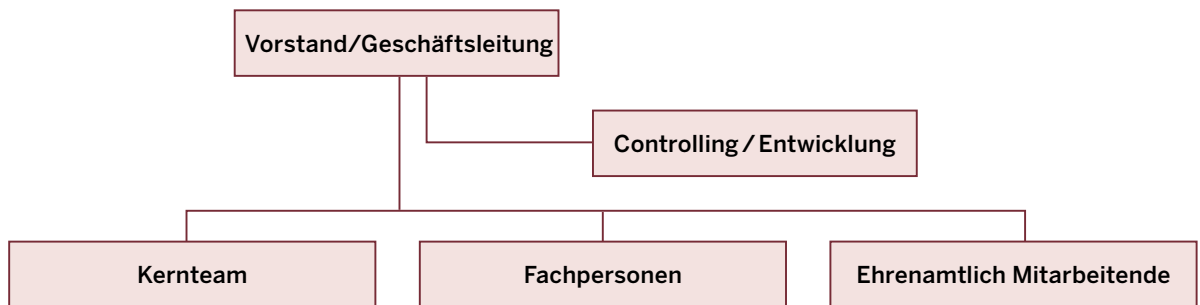 Vorstand/Geschäftsleitung
Controlling / Entwicklung
Kernteam
Fachpersonen
Ehrenamtlich Mitarbeitende